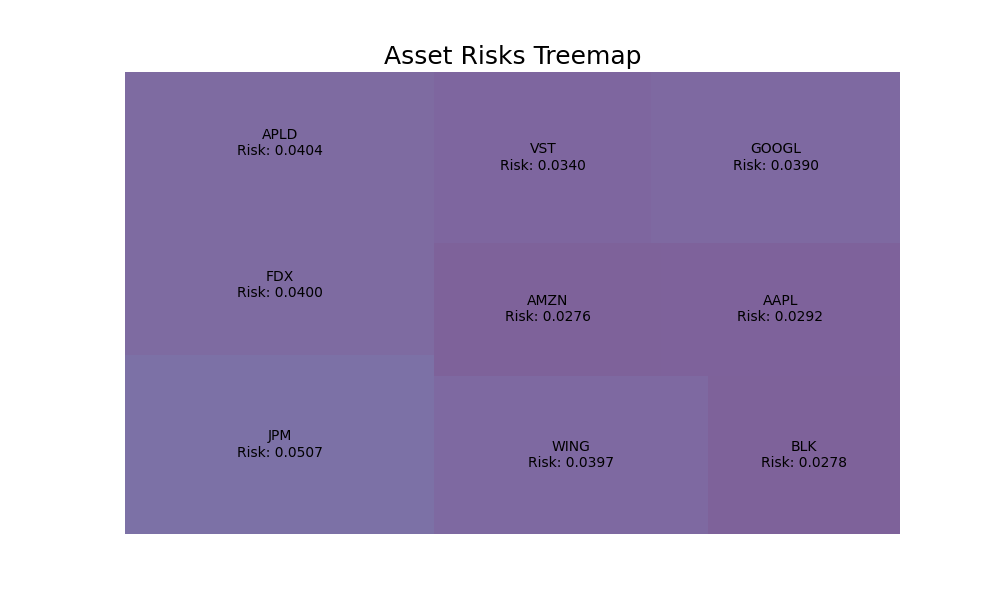 Asset Risks Treemap
APLD
Risk: 0.0404
VST
Risk: 0.0340
GOOGL
Risk: 0.0390
FDX
Risk: 0.0400
AMZN
Risk: 0.0276
AAPL
Risk: 0.0292
JPM
Risk: 0.0507
WING
Risk: 0.0397
BLK
Risk: 0.0278